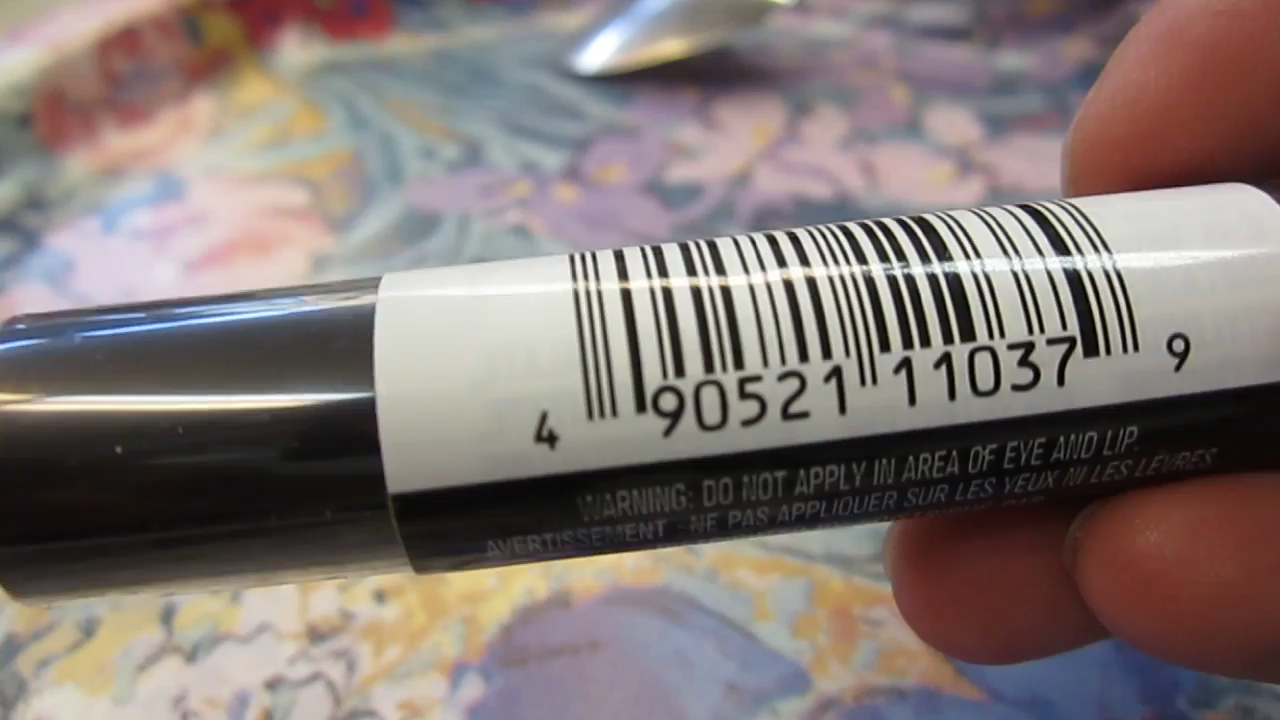 4 90521 11037 9
WARNING: DO NOT APPLY IN AREA OF EYE AND LIP.
AVERTISSEMENT : NE PAS APPLIQUER SUR LES YEUX NI LES LÈVRES